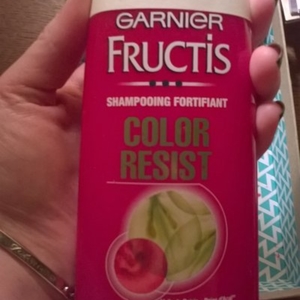 GARNIER
FRUCTIS
SHAMPOOING FORTIFIANT
COLOR
RESIST